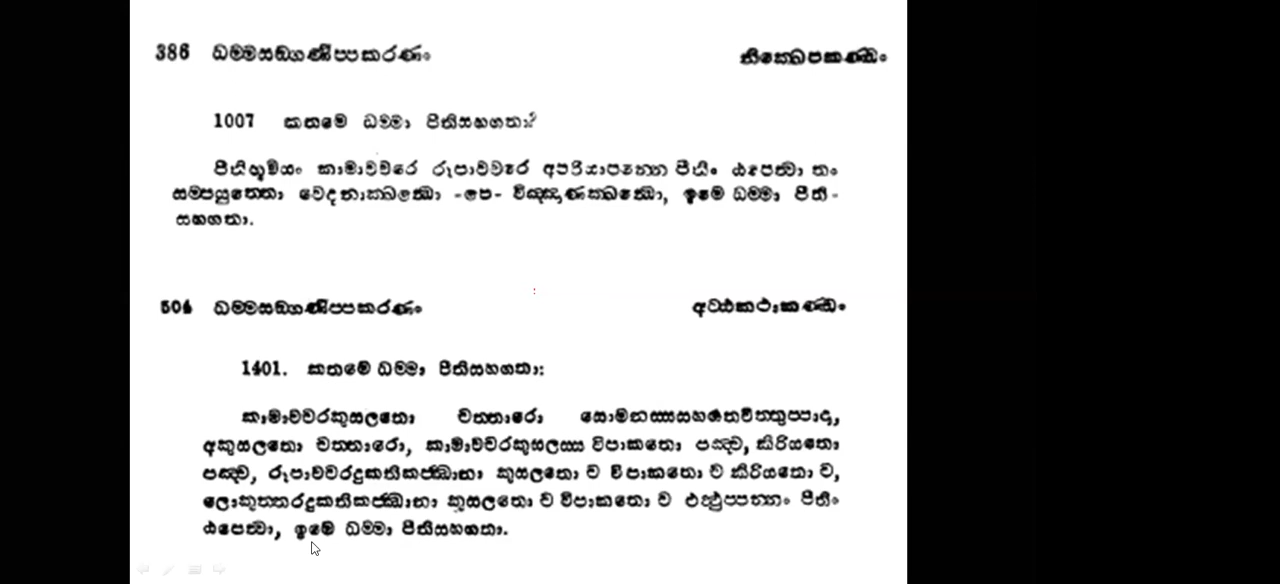 386 ධම්මසඞ්ගණිප්පකරණං නික්ඛෙපකණ්ඩං
1007 කතමෙ ධම්මා පීතිසහගතා?
පීතිභූමියං කාමාවචරෙ රූපාවචරෙ අපරියාපන්නෙ පීතිං ඨපෙත්වා තං
සම්පයුත්තො වෙදනාක්ඛන්ධො -පෙ- විඤ්ඤාණක්ඛන්ධො, ඉමෙ ධම්මා පීති-
සහගතා.
504 ධම්මසඞ්ගණිප්පකරණං අට්ඨකථාකණ්ඩං
1401. කතමෙ ධම්මා පීතිසහගතා:
කාමාවචරකුසලතො චත්තාරො සොමනස්සසහගතචිත්තුප්පාදා,
අකුසලතො චත්තාරො, කාමාවචරකුසලස්ස විපාකතො පඤ්ච, කිරියතො
පඤ්ච, රූපාවචරදුකතිකජ්ඣානා කුසලතො ච විපාකතො ච කිරියතො ච,
ලොකුත්තරදුකතිකජ්ඣානා කුසලතො ච විපාකතො ච එත්ථුප්පන්නං පීතිං
ඨපෙත්වා, ඉමෙ ධම්මා පීතිසහගතා.